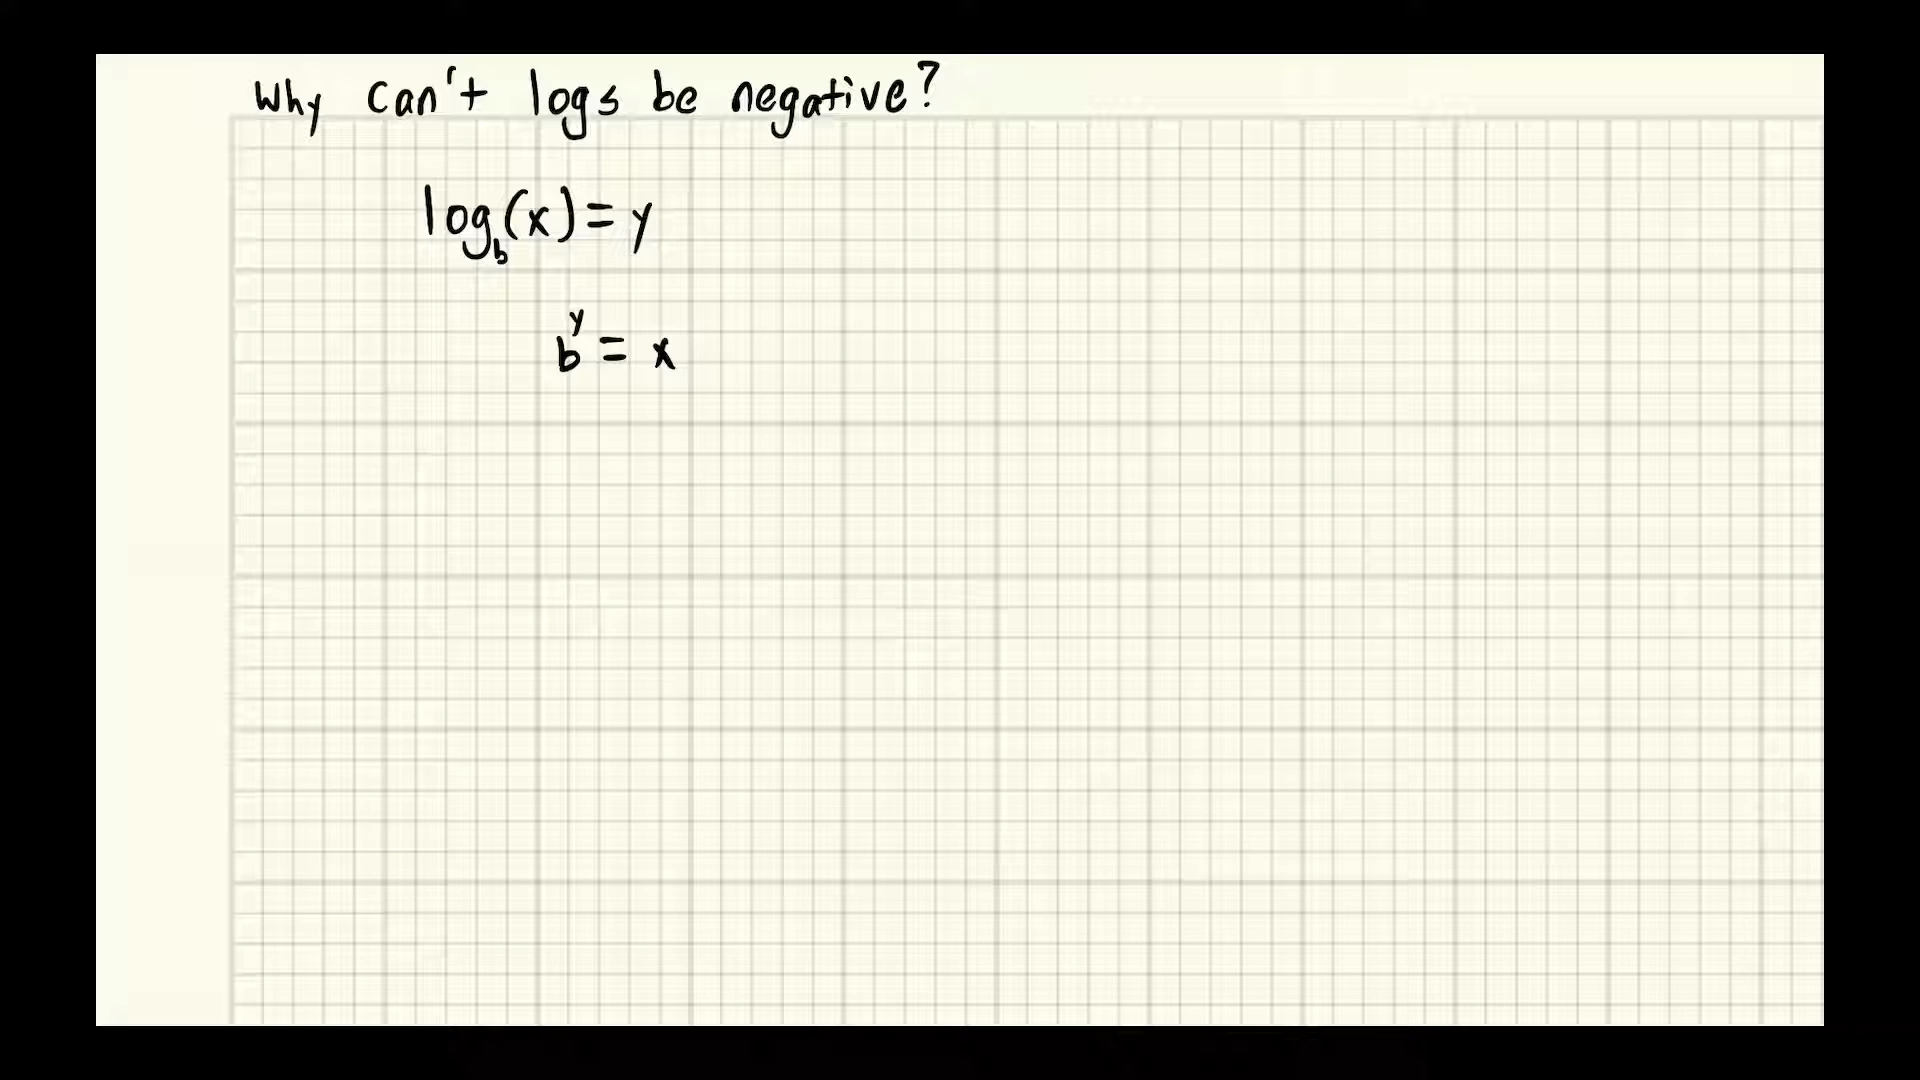 Why can't logs be negative?
log_b(x) = y
b^y = x